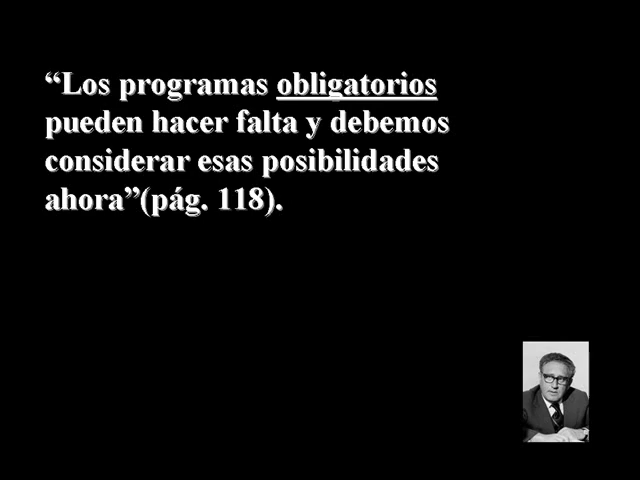 “Los programas obligatorios
pueden hacer falta y debemos
considerar esas posibilidades
ahora”(pág. 118).